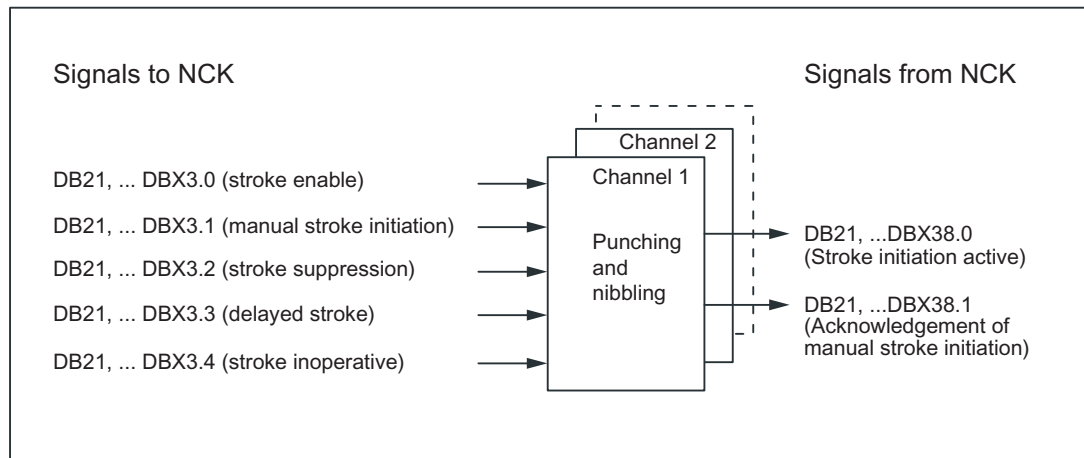 Signals to NCK
Signals from NCK
DB21, ... DBX3.0 (stroke enable)
DB21, ... DBX3.1 (manual stroke initiation)
DB21, ... DBX3.2 (stroke suppression)
DB21, ... DBX3.3 (delayed stroke)
DB21, ... DBX3.4 (stroke inoperative)
Channel 2
Channel 1
Punching
and
nibbling
DB21, ...DBX38.0
(Stroke initiation active)
DB21, ...DBX38.1
(Acknowledgement of
manual stroke initiation)